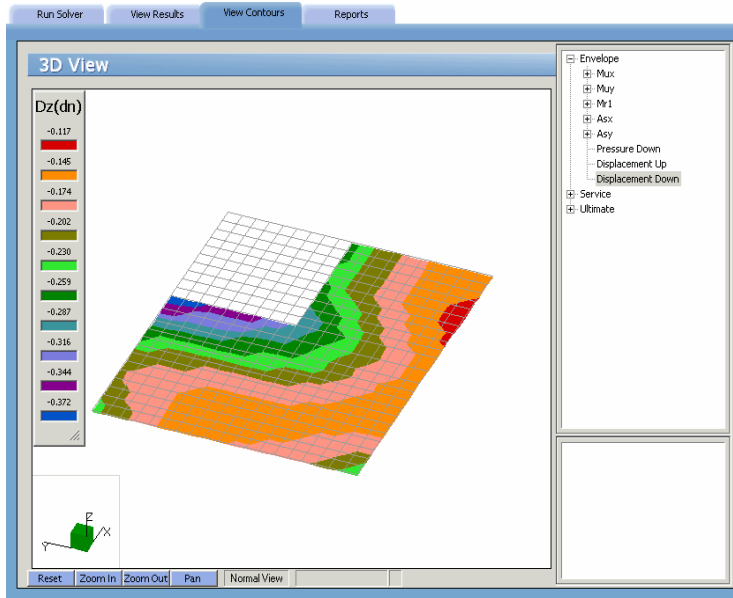 Run Solver
View Results
View Contours
Reports
3D View
Dz(dn)
-0.117
-0.145
-0.174
-0.202
-0.230
-0.259
-0.287
-0.316
-0.344
-0.372
Z
X
Y
Reset
Zoom In
Zoom Out
Pan
Normal View
Envelope
Mux
Muy
Mr1
Asx
Asy
Pressure Down
Displacement Up
Displacement Down
Service
Ultimate